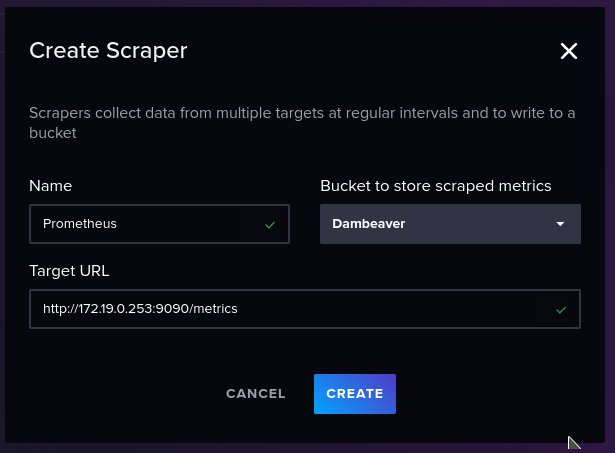 Create Scraper
Scrapers collect data from multiple targets at regular intervals and to write to a
bucket
Name
Bucket to store scraped metrics
Prometheus
Dambeaver
Target URL
http://172.19.0.253:9090/metrics
CANCEL
CREATE